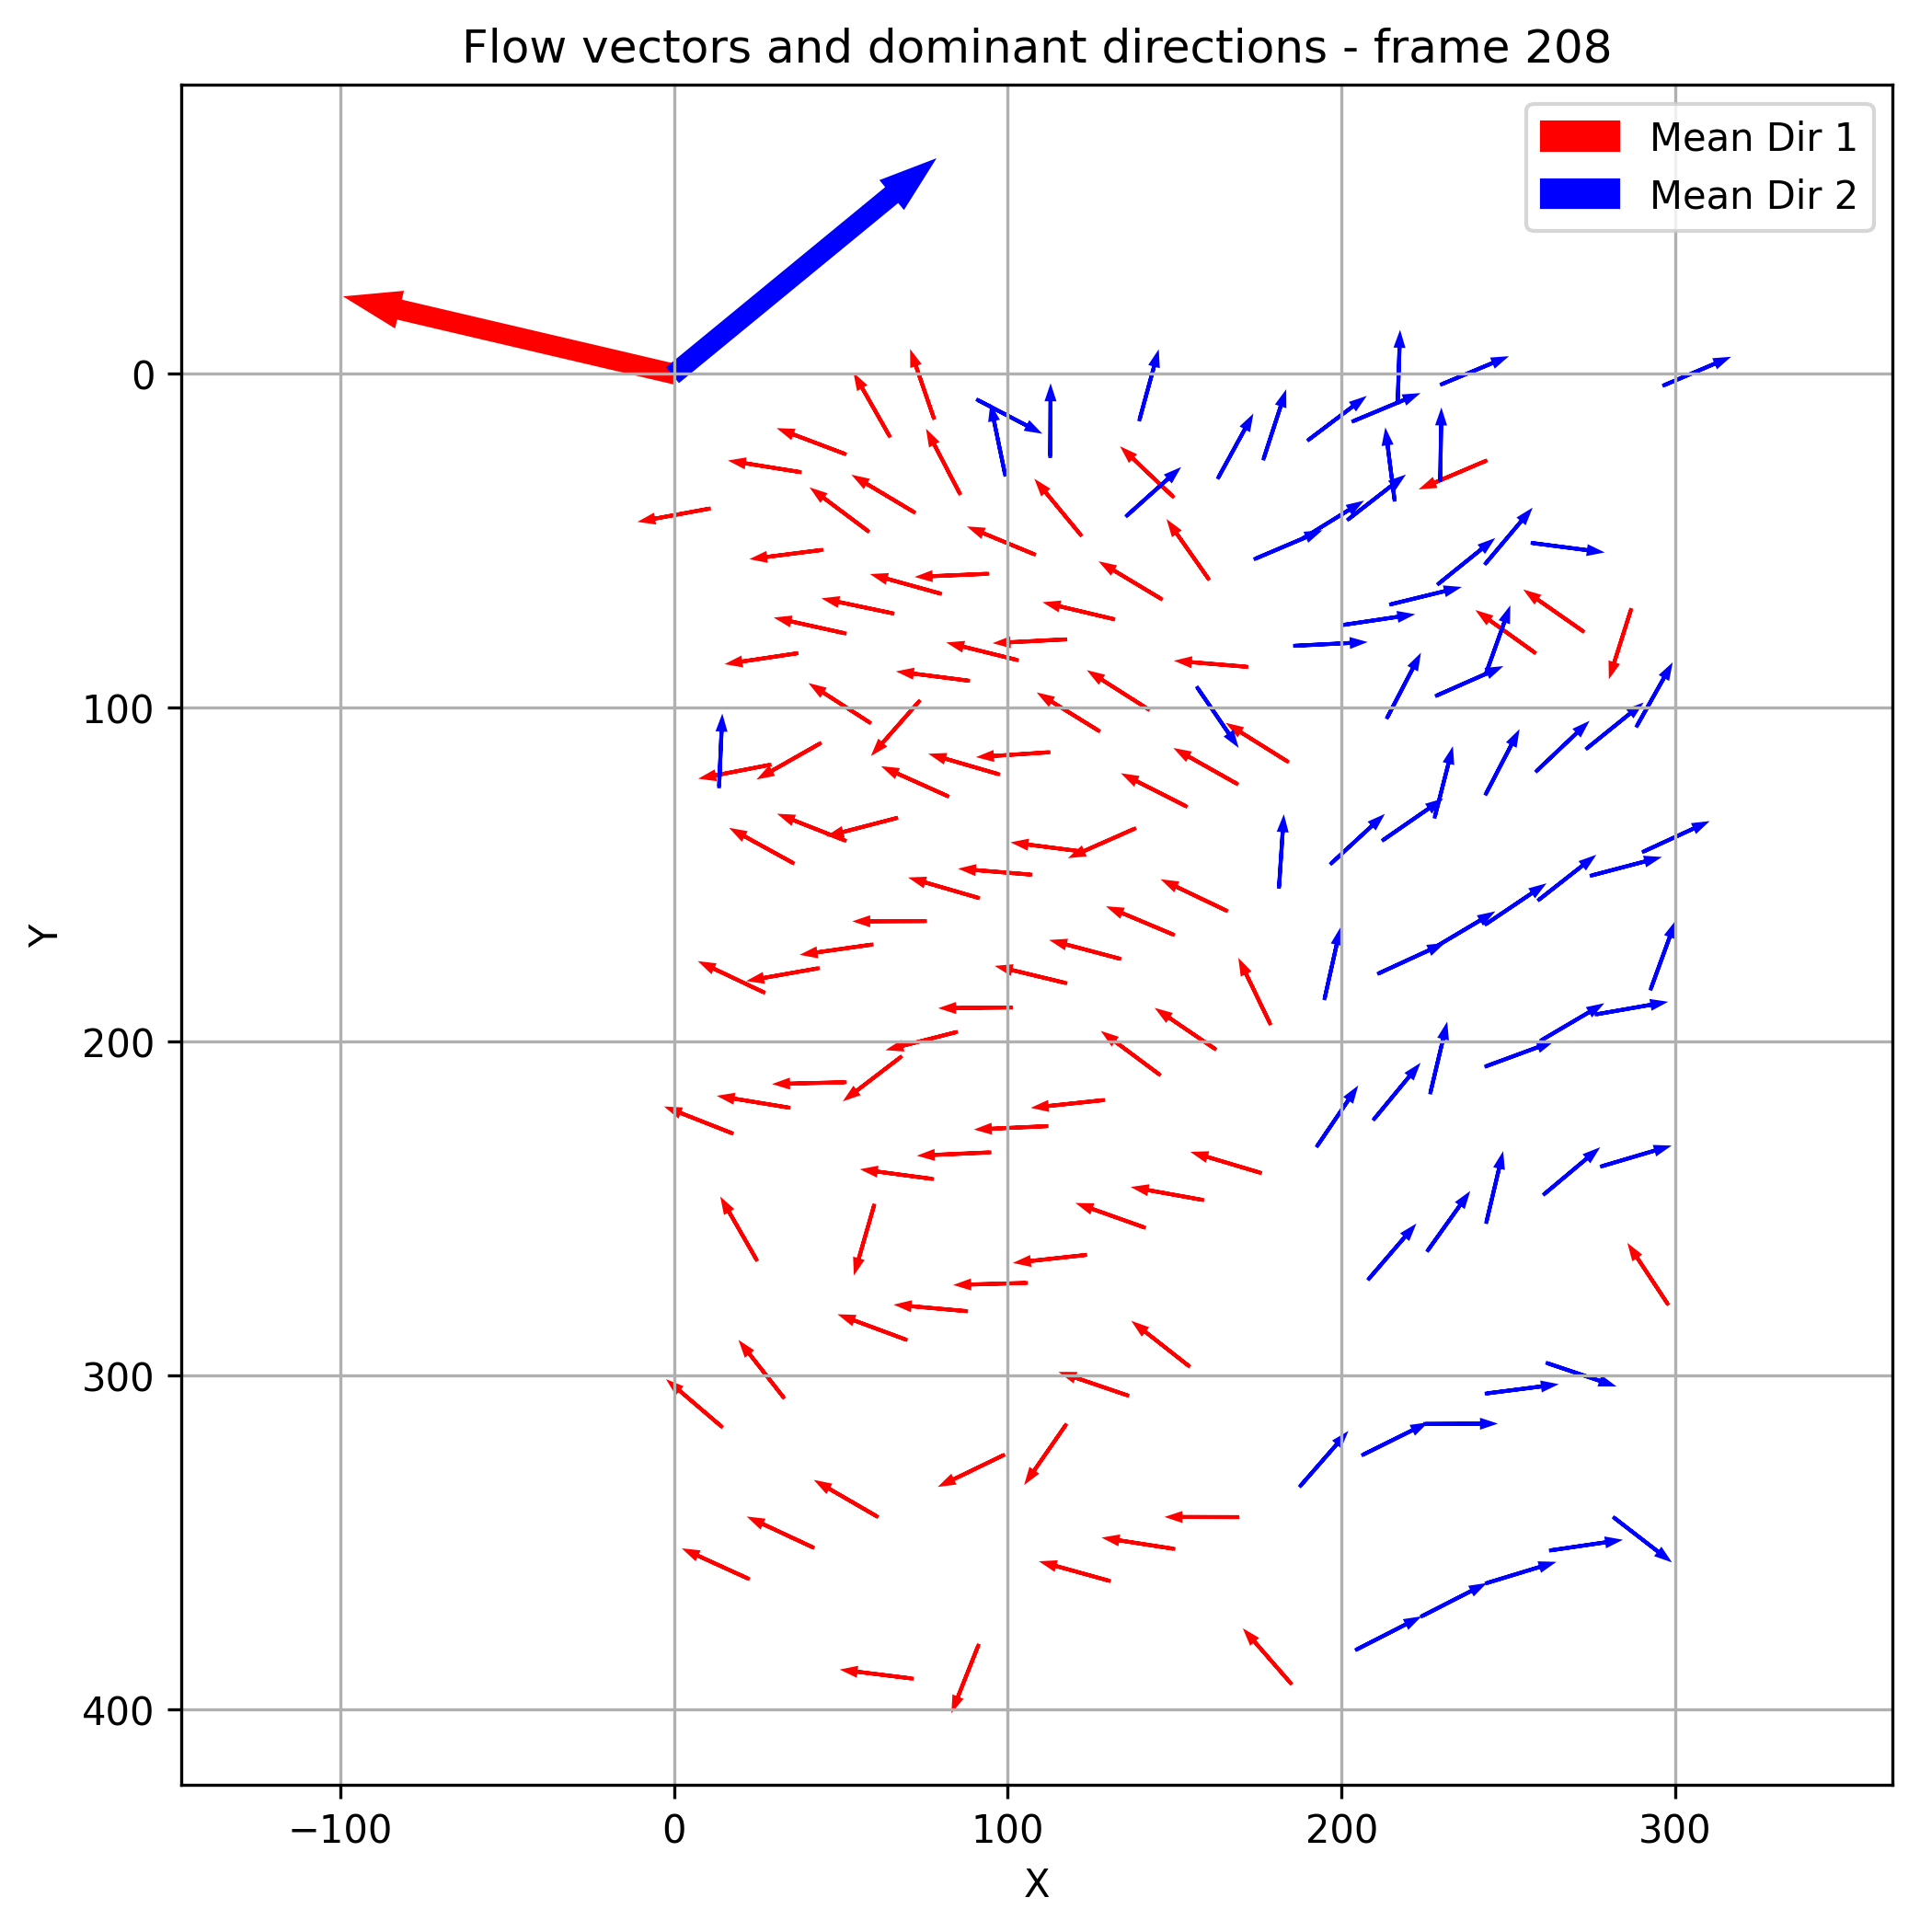 Flow vectors and dominant directions - frame 208
Mean Dir 1
Mean Dir 2
0
100
200
300
400
Y
−100
0
100
200
300
X